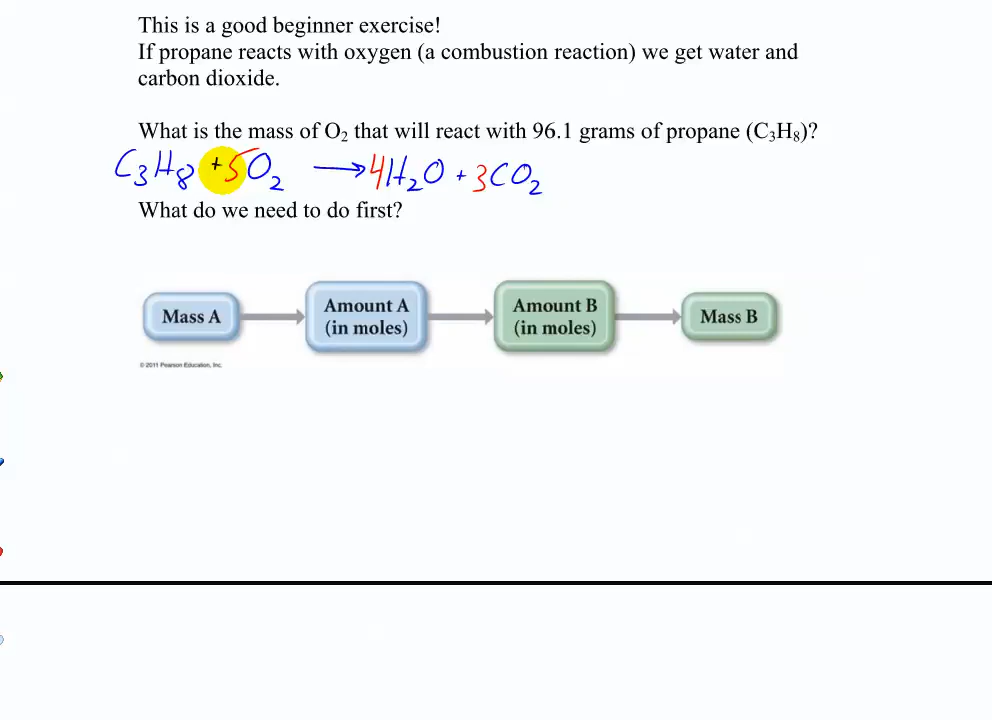 This is a good beginner exercise!
If propane reacts with oxygen (a combustion reaction) we get water and
carbon dioxide.
What is the mass of O₂ that will react with 96.1 grams of propane (C₃H₈)?
C₃H₈ + 5O₂ → 4H₂O + 3CO₂
What do we need to do first?
Mass A
Amount A
(in moles)
Amount B
(in moles)
Mass B
© 2011 Pearson Education, Inc.